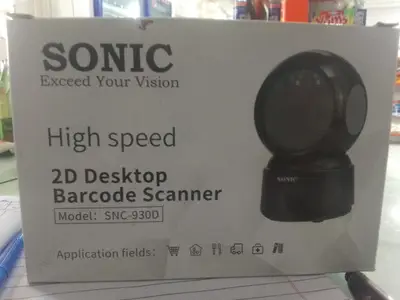 SONIC
Exceed Your Vision
High speed
2D Desktop
Barcode Scanner
Model: SNC-930D
SONIC
Application fields: